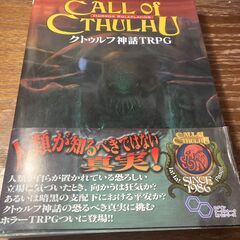 CALL of
HORROR ROLEPLAYING
CTHULHU
クトゥルフ神話TRPG
人類が知るべきではない
真実!
人類が自らが置かれている恐ろしい
立場に気づいたとき、向かうは狂気か?
あるいは暗黒の支配下における平安か?
クトゥルフ神話の恐るべき真実に挑む
ホラーTRPGついに登場!!
CALL of
CTHULHU
SINCE
1986